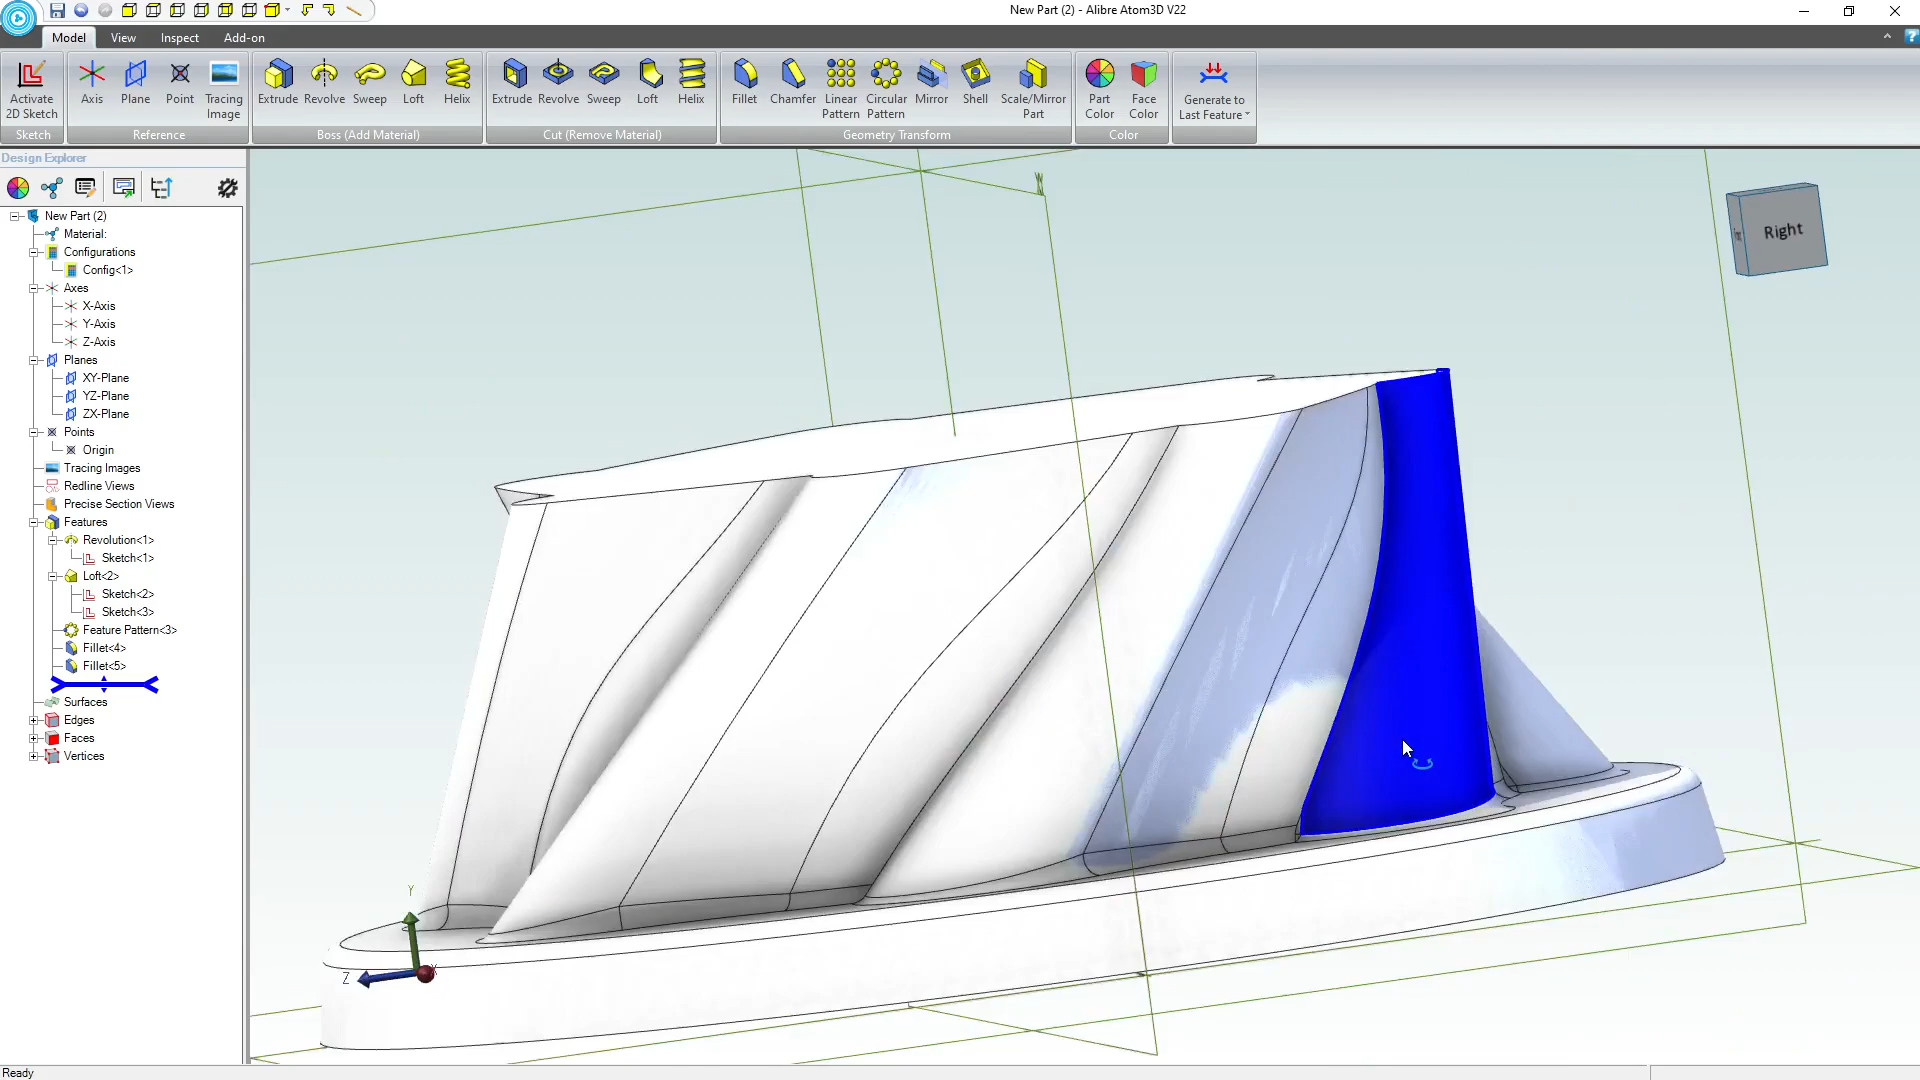 New Part (2) - Alibre Atom3D V22
Model View Inspect Add-on
Activate 2D Sketch
Axis Plane Point Tracing Image
Extrude Revolve Sweep Loft Helix
Extrude Revolve Sweep Loft Helix
Fillet Chamfer Linear Pattern Circular Pattern Mirror Shell Scale/Mirror Part
Part Color Face Color
Generate to Last Feature
Sketch Reference Boss (Add Material) Cut (Remove Material) Geometry Transform Color
Design Explorer
New Part (2)
Material:
Configurations
Config<1>
Axes
X-Axis
Y-Axis
Z-Axis
Planes
XY-Plane
YZ-Plane
ZX-Plane
Points
Origin
Tracing Images
Redline Views
Precise Section Views
Features
Revolution<1>
Sketch<1>
Loft<2>
Sketch<2>
Sketch<3>
Feature Pattern<3>
Fillet<4>
Fillet<5>
Surfaces
Edges
Faces
Vertices
Right
Y
Z
X
Ready